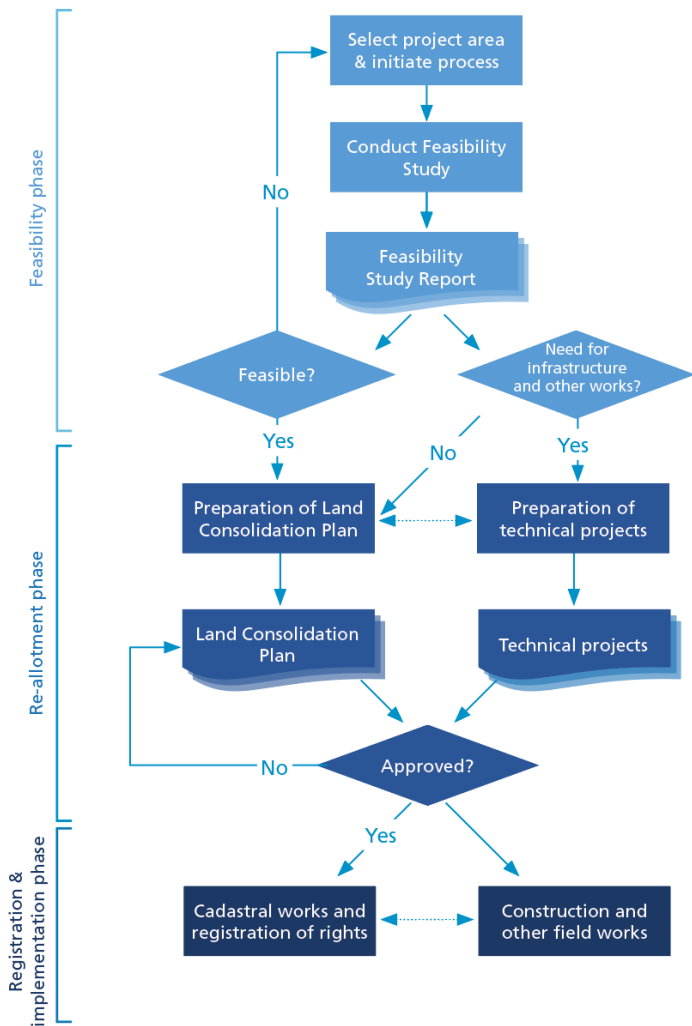 Feasibility phase
Select project area
& initiate process
Conduct Feasibility
Study
No
Feasibility
Study Report
Feasible?
Need for
infrastructure
and other works?
Yes
No
Yes
Re-allotment phase
Preparation of Land
Consolidation Plan
Preparation of
technical projects
Land Consolidation
Plan
Technical projects
No
Approved?
Yes
Registration &
implementation phase
Cadastral works and
registration of rights
Construction and
other field works